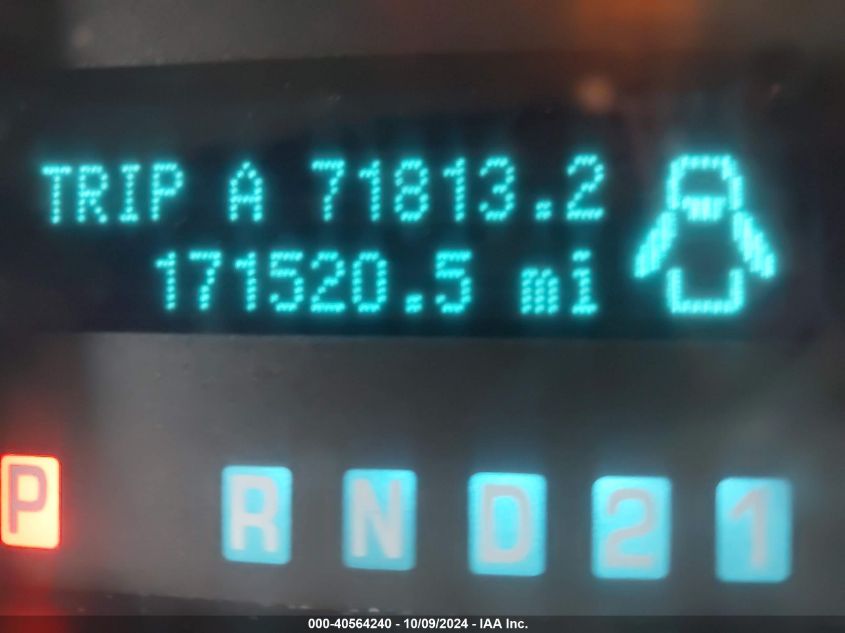 TRIP A 71813.2
171520.5 mi
P R N D 2 1
000-40564240 - 10/09/2024 - IAA Inc.